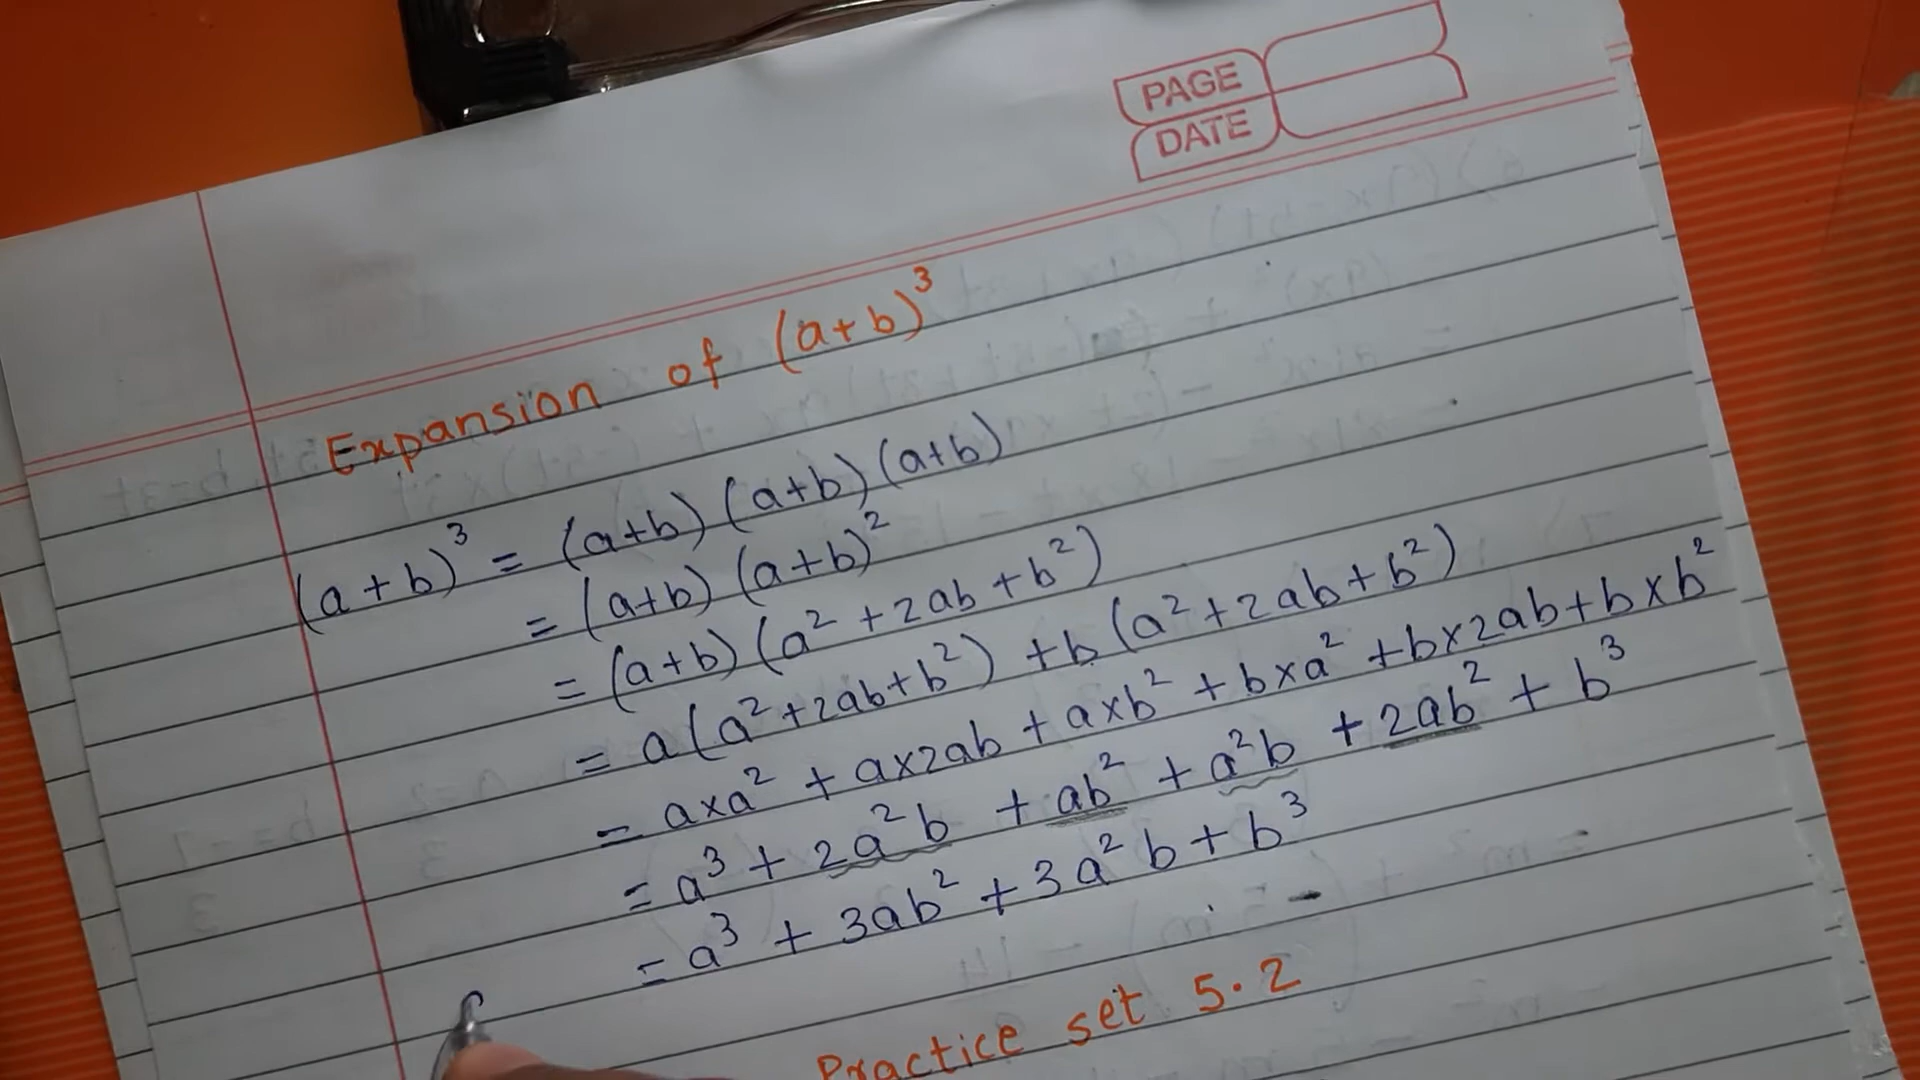 PAGE
DATE
Expansion of (a+b)³
(a+b)³ = (a+b) (a+b) (a+b)
= (a+b) (a+b)²
= (a+b) (a² + 2ab + b²)
= a(a² + 2ab + b²) + b(a² + 2ab + b²)
= a×a² + a×2ab + a×b² + b×a² + b×2ab + b×b²
= a³ + 2a²b + ab² + a²b + 2ab² + b³
= a³ + 3ab² + 3a²b + b³
Practice set 5.2